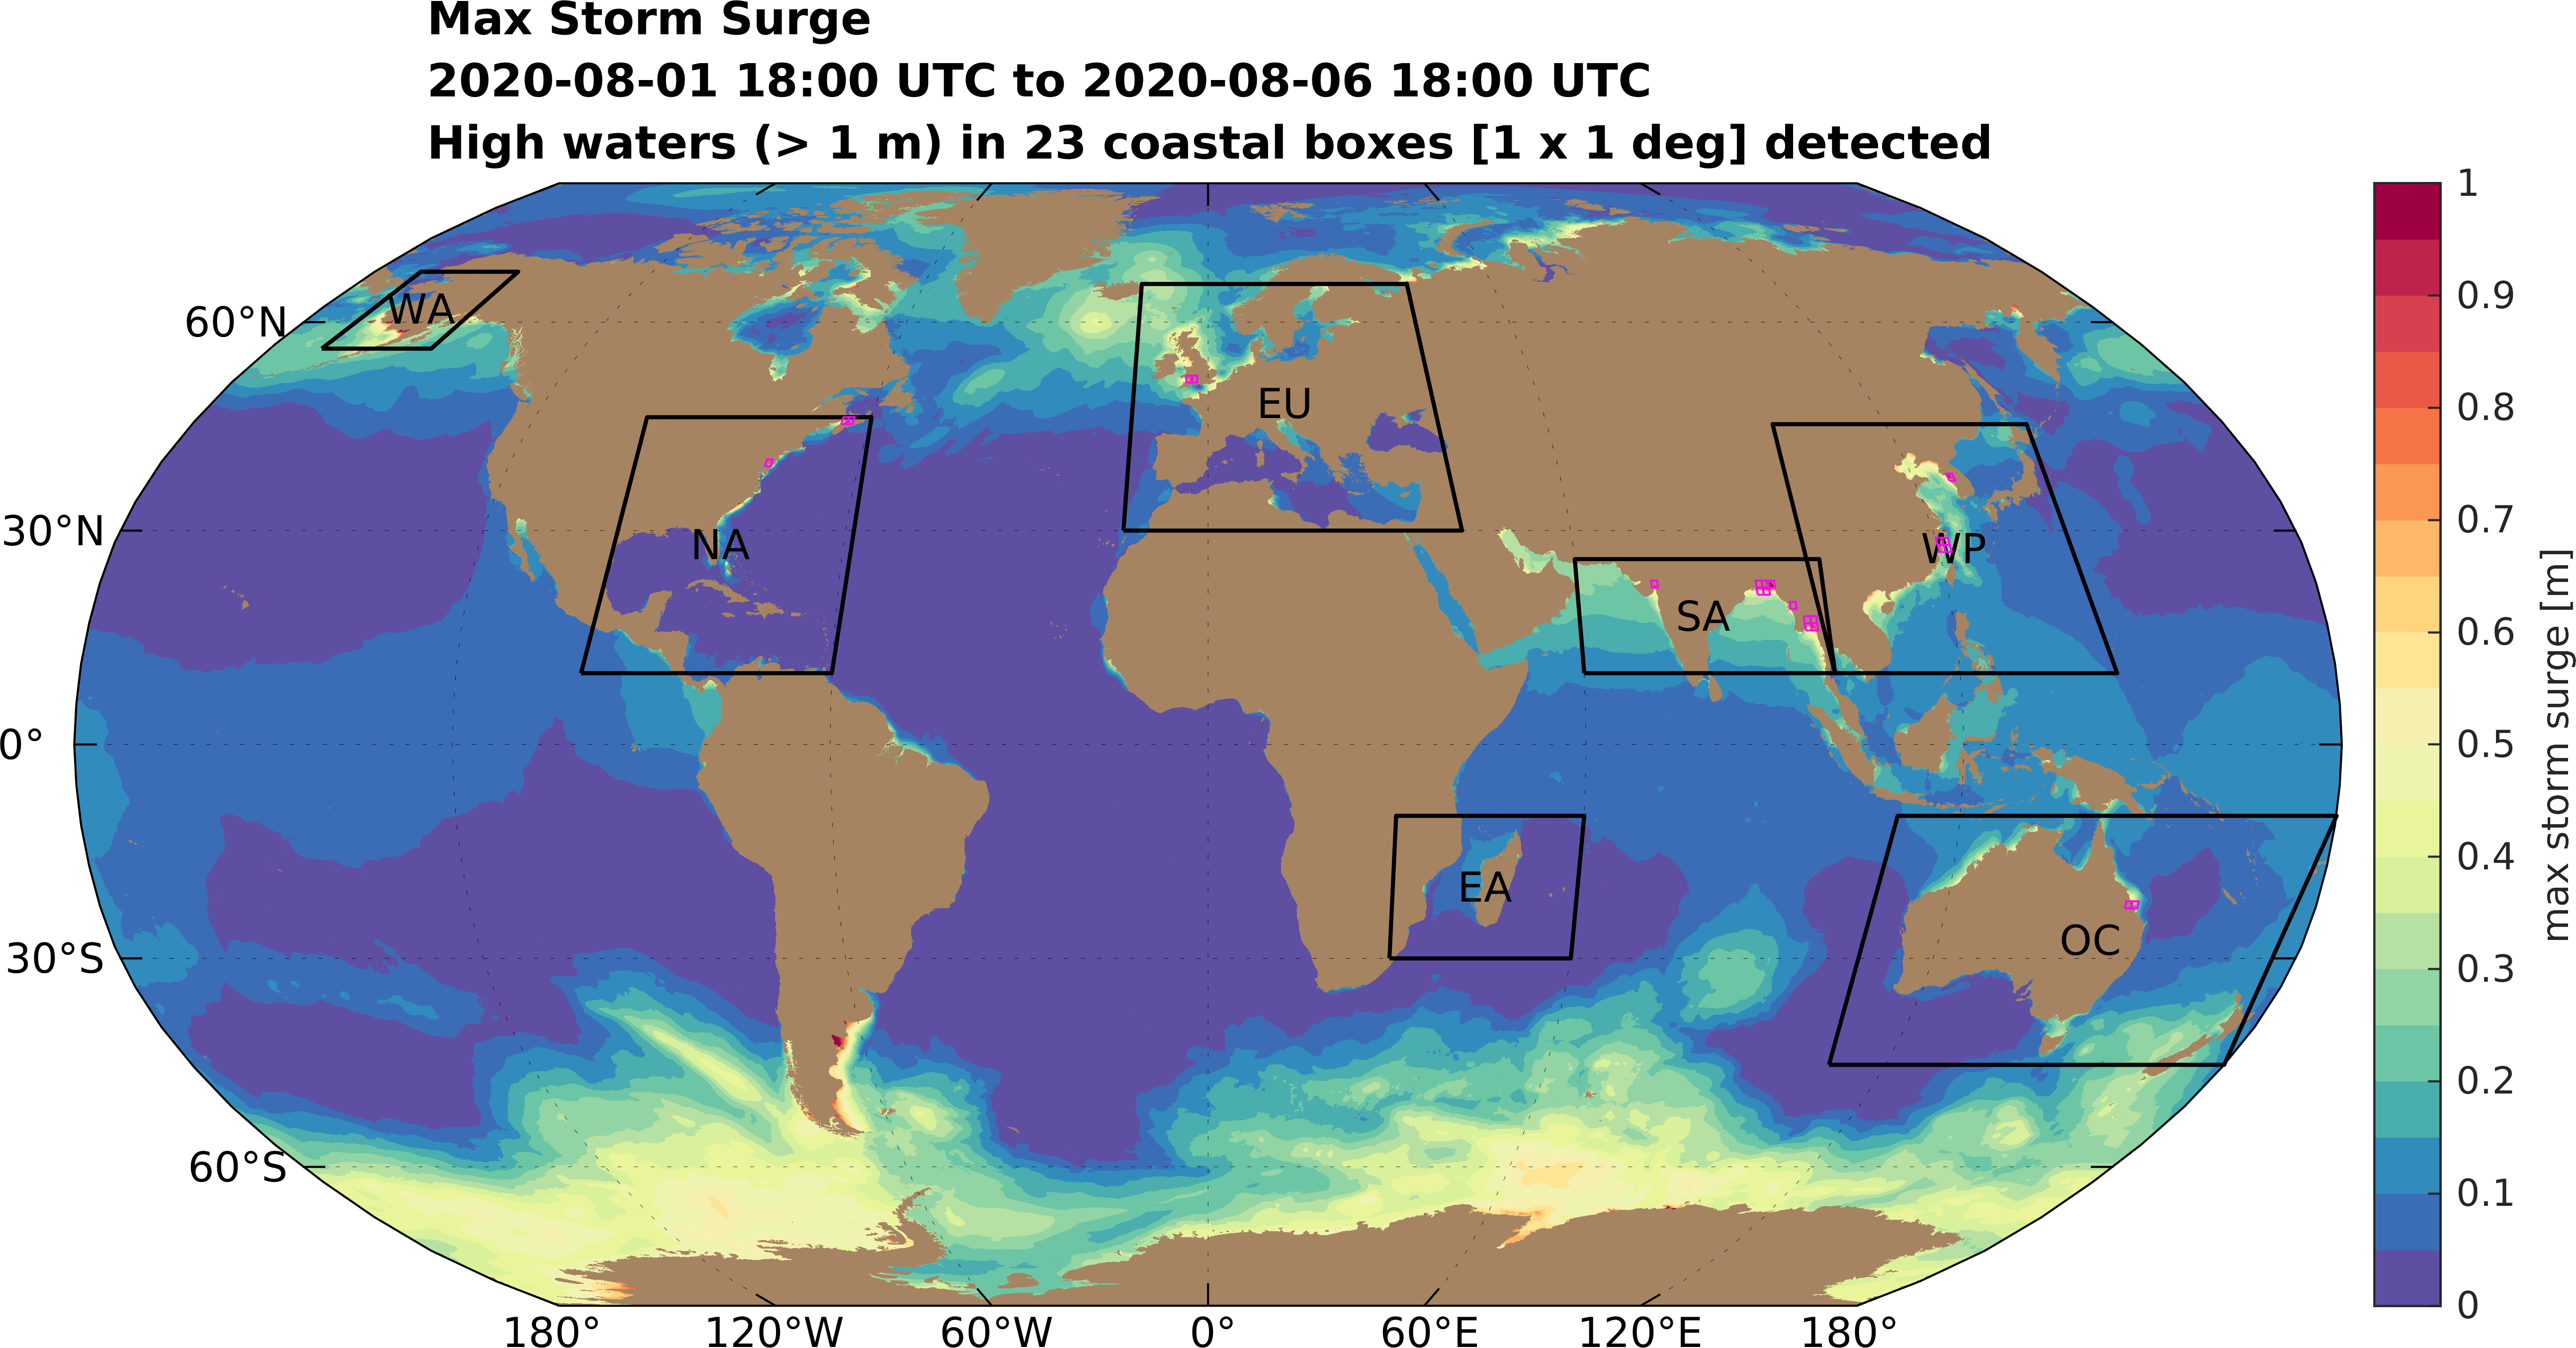 Max Storm Surge
2020-08-01 18:00 UTC to 2020-08-06 18:00 UTC
High waters (> 1 m) in 23 coastal boxes [1 x 1 deg] detected
60°N
30°N
0°
30°S
60°S
WA
NA
EU
SA
WP
EA
OC
180°
120°W
60°W
0°
60°E
120°E
180°
1
0.9
0.8
0.7
0.6
0.5
0.4
0.3
0.2
0.1
0
max storm surge [m]